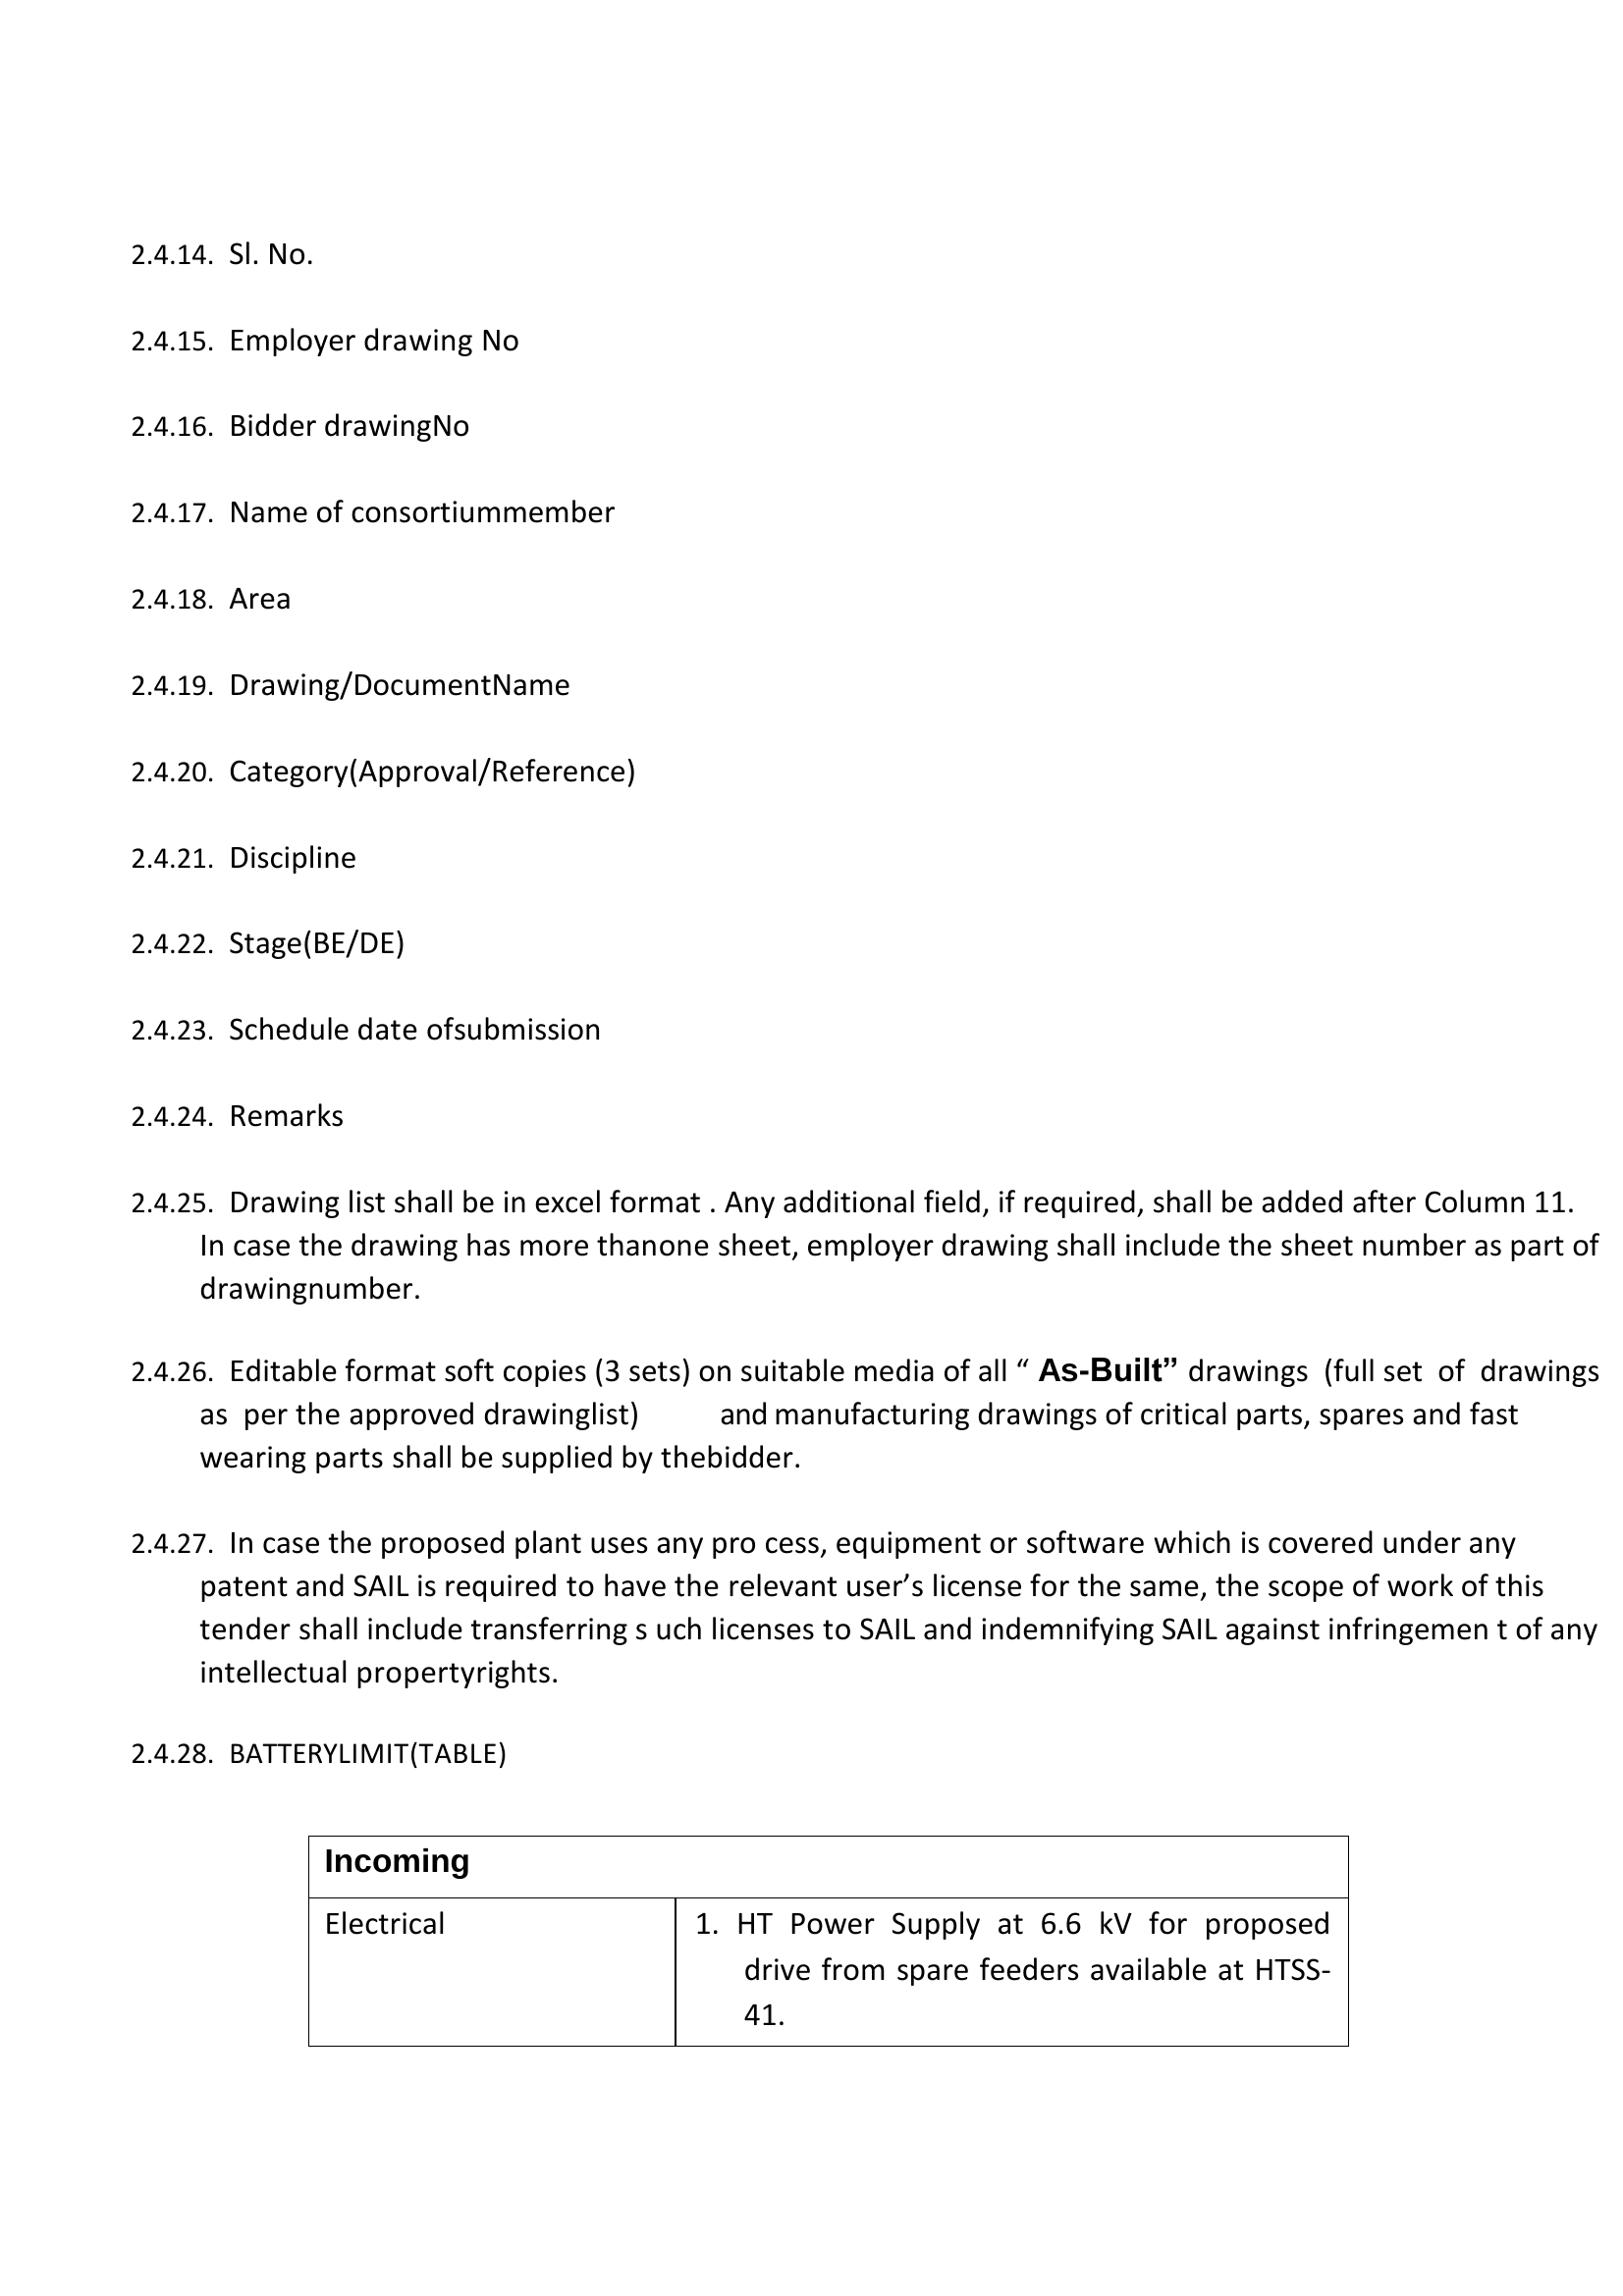 2.4.14. Sl. No.
2.4.15. Employer drawing No
2.4.16. Bidder drawingNo
2.4.17. Name of consortiummember
2.4.18. Area
2.4.19. Drawing/DocumentName
2.4.20. Category(Approval/Reference)
2.4.21. Discipline
2.4.22. Stage(BE/DE)
2.4.23. Schedule date ofsubmission
2.4.24. Remarks
2.4.25. Drawing list shall be in excel format . Any additional field, if required, shall be added after Column 11.
In case the drawing has more thanone sheet, employer drawing shall include the sheet number as part of
drawingnumber.
2.4.26. Editable format soft copies (3 sets) on suitable media of all “ As-Built” drawings (full set of drawings
as per the approved drawinglist) and manufacturing drawings of critical parts, spares and fast
wearing parts shall be supplied by thebidder.
2.4.27. In case the proposed plant uses any pro cess, equipment or software which is covered under any
patent and SAIL is required to have the relevant user’s license for the same, the scope of work of this
tender shall include transferring s uch licenses to SAIL and indemnifying SAIL against infringemen t of any
intellectual propertyrights.
2.4.28. BATTERYLIMIT(TABLE)
Incoming
Electrical 1. HT Power Supply at 6.6 kV for proposed
drive from spare feeders available at HTSS-
41.